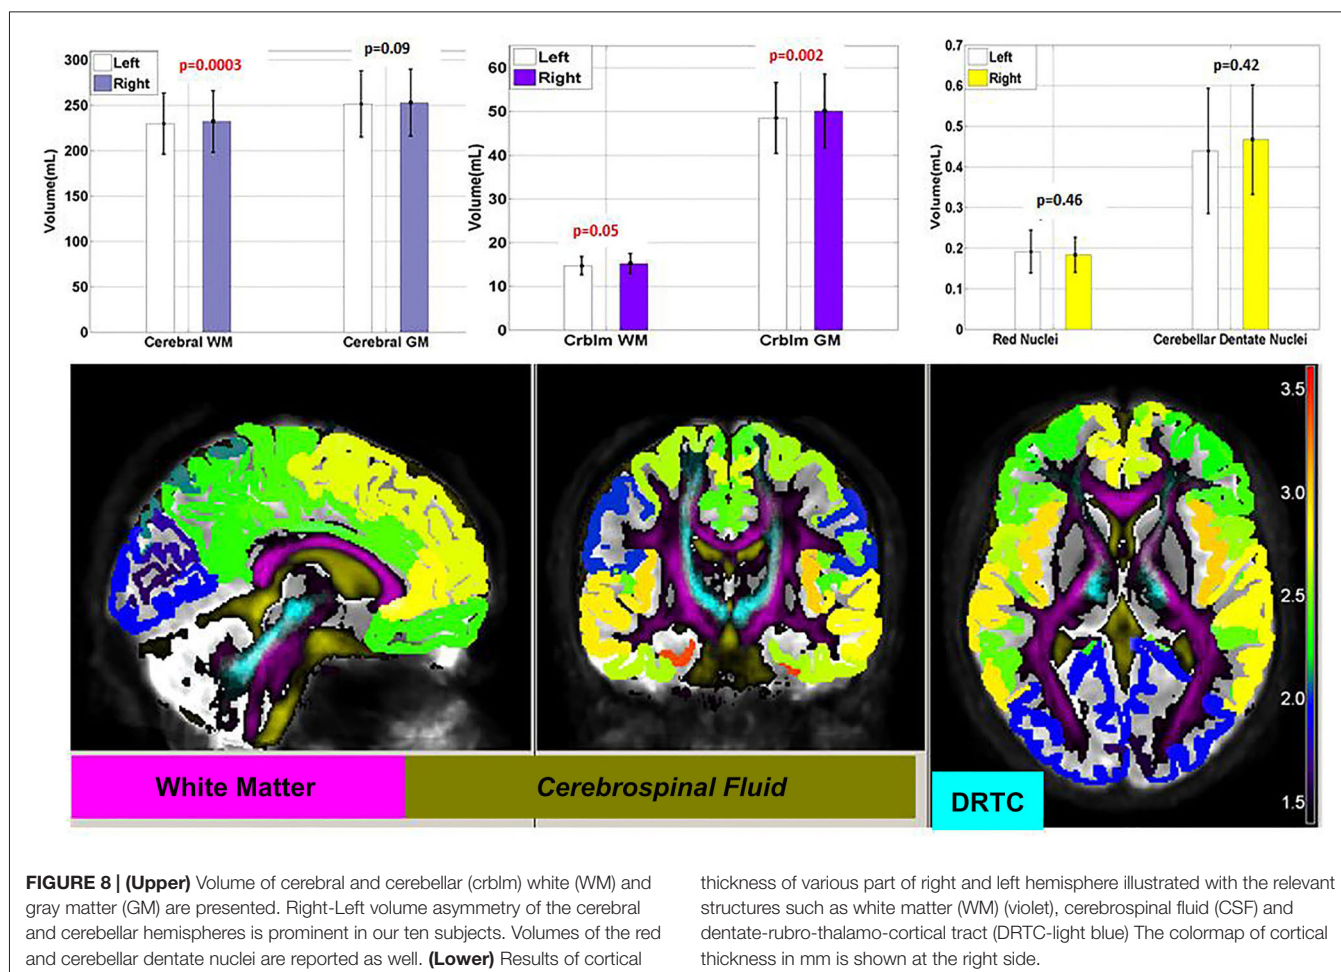 Left
Right
p=0.0003
p=0.09
300
250
200
150
100
50
0
Volume(mL)
Cerebral WM
Cerebral GM
Left
Right
p=0.002
p=0.05
60
50
40
30
20
10
0
Volume(mL)
Crblm WM
Crblm GM
Left
Right
p=0.42
p=0.46
0.7
0.6
0.5
0.4
0.3
0.2
0.1
0
Volume(mL)
Red Nuclei
Cerebellar Dentate Nuclei
3.5
3.0
2.5
2.0
1.5
White Matter
Cerebrospinal Fluid
DRTC
FIGURE 8 | (Upper) Volume of cerebral and cerebellar (crblm) white (WM) and
gray matter (GM) are presented. Right-Left volume asymmetry of the cerebral
and cerebellar hemispheres is prominent in our ten subjects. Volumes of the red
and cerebellar dentate nuclei are reported as well. (Lower) Results of cortical
thickness of various part of right and left hemisphere illustrated with the relevant
structures such as white matter (WM) (violet), cerebrospinal fluid (CSF) and
dentate-rubro-thalamo-cortical tract (DRTC-light blue) The colormap of cortical
thickness in mm is shown at the right side.